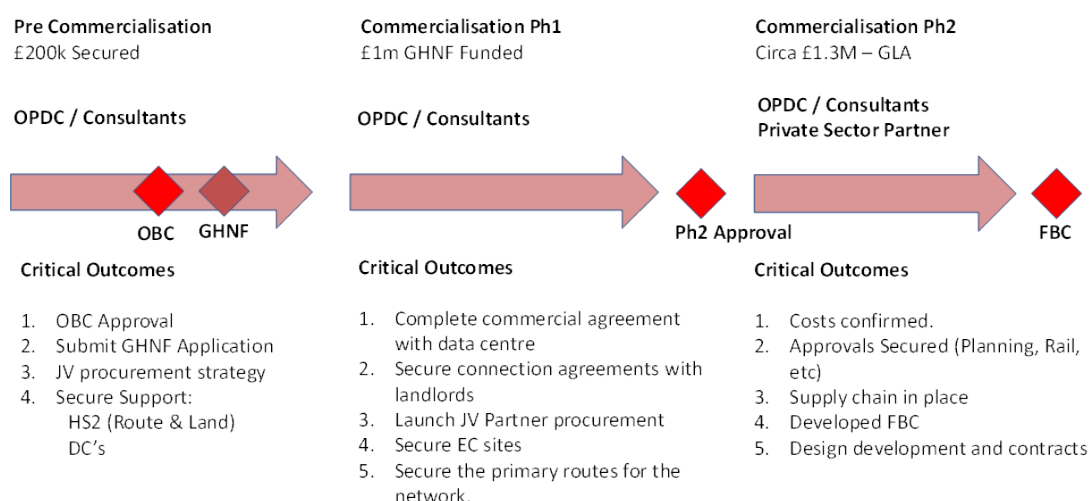 Pre Commercialisation
£200k Secured
OPDC / Consultants
OBC
GHNF
Critical Outcomes
1. OBC Approval
2. Submit GHNF Application
3. JV procurement strategy
4. Secure Support:
HS2 (Route & Land)
DC's
Commercialisation Ph1
£1m GHNF Funded
OPDC / Consultants
Ph2 Approval
Critical Outcomes
1. Complete commercial agreement
with data centre
2. Secure connection agreements with
landlords
3. Launch JV Partner procurement
4. Secure EC sites
5. Secure the primary routes for the
network.
Commercialisation Ph2
Circa £1.3M – GLA
OPDC / Consultants
Private Sector Partner
FBC
Critical Outcomes
1. Costs confirmed.
2. Approvals Secured (Planning, Rail,
etc)
3. Supply chain in place
4. Developed FBC
5. Design development and contracts